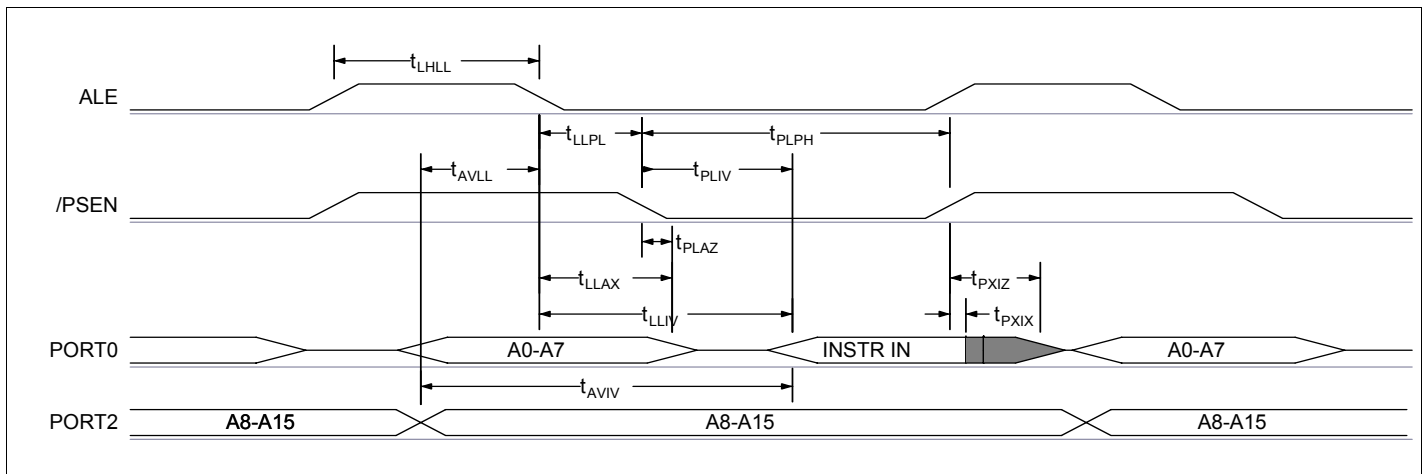 tLHLL
ALE
tLLPL
tPLPH
tAVLL
tPLIV
/PSEN
tPLAZ
tLLAX
tPXIZ
tLLIV
tPXIX
PORT0
A0-A7
INSTR IN
A0-A7
tAVIV
PORT2
A8-A15
A8-A15
A8-A15